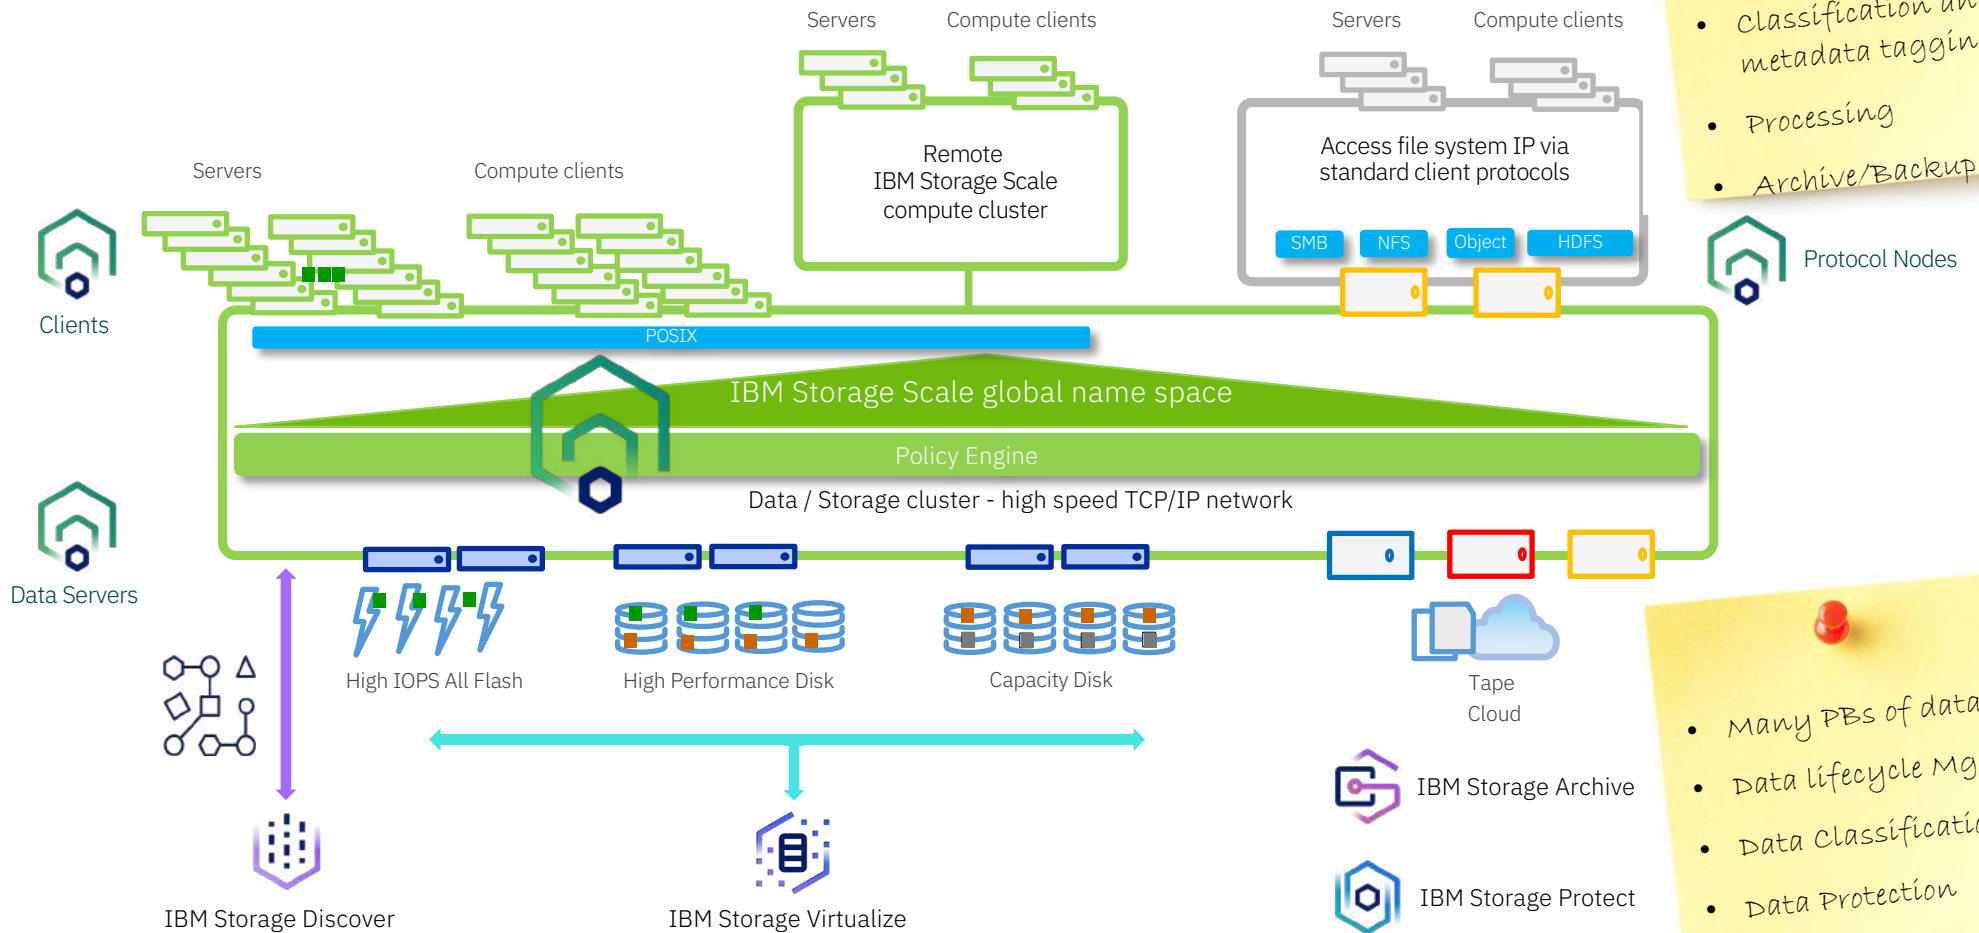 Servers
Compute clients
Servers
Compute clients
Classification
metadata
Processing
Archive/Backup
Remote
IBM Storage Scale
compute cluster
Access file system IP via
standard client protocols
Servers
Compute clients
SMB
NFS
Object
HDFS
Protocol Nodes
Clients
POSIX
IBM Storage Scale global name space
Policy Engine
Data / Storage cluster - high speed TCP/IP network
Data Servers
High IOPS All Flash
High Performance Disk
Capacity Disk
Tape
Cloud
Many PBs of data
Data lifecycle
Data
Data Protection
IBM Storage Archive
IBM Storage Protect
IBM Storage Discover
IBM Storage Virtualize